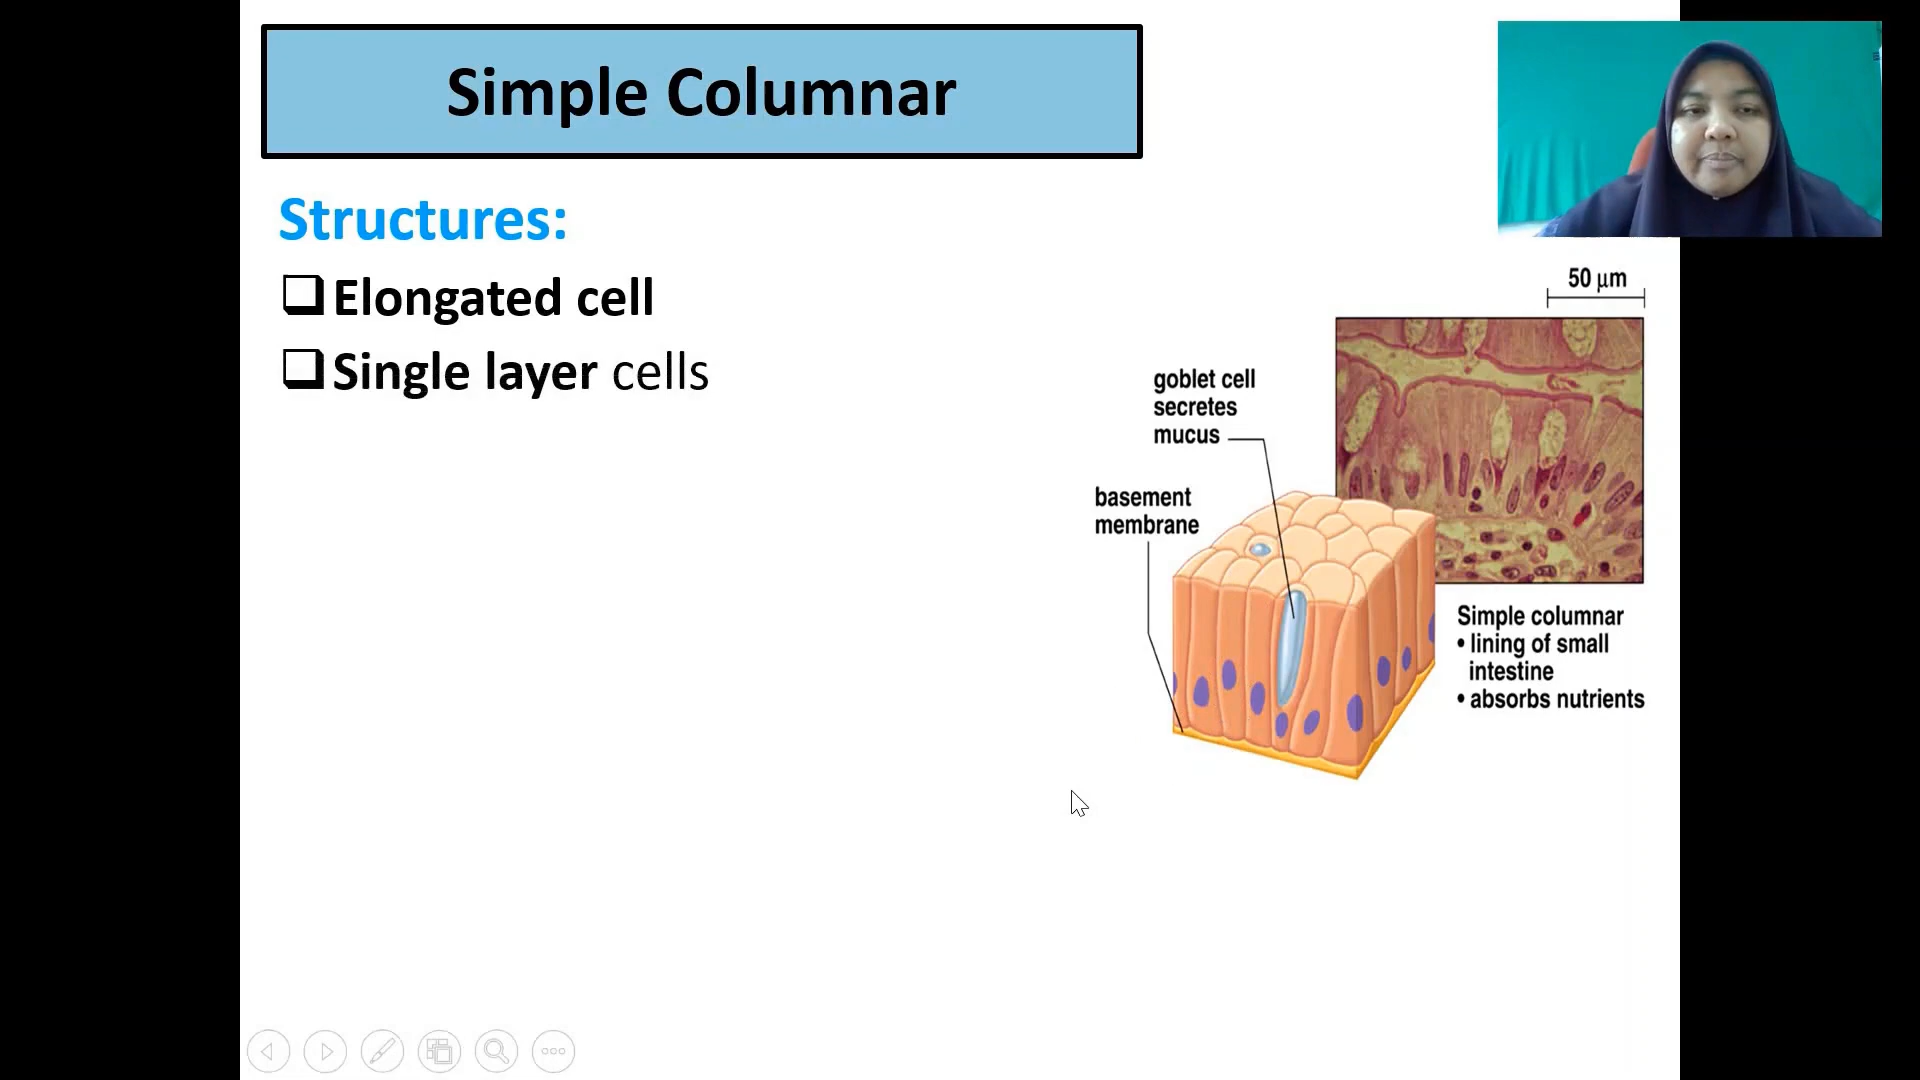 Simple Columnar
Structures:
Elongated cell
Single layer cells
50 µm
goblet cell
secretes
mucus
basement
membrane
Simple columnar
• lining of small
intestine
• absorbs nutrients